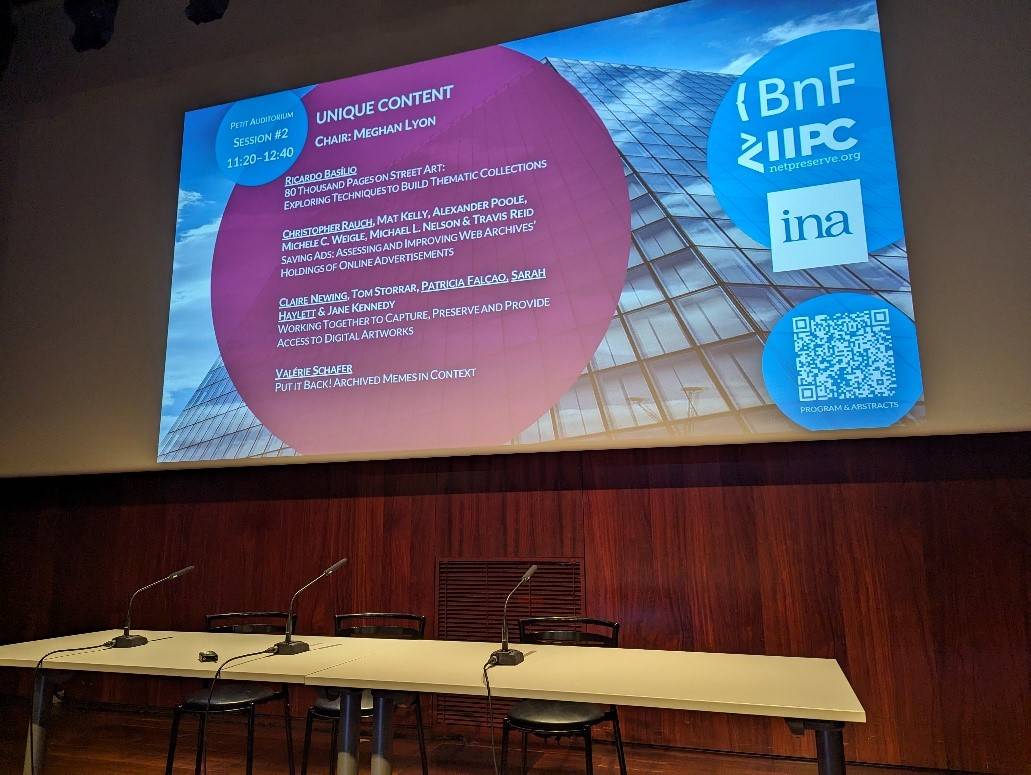 PETIT AUDITORIUM
SESSION #2
11:20–12:40
UNIQUE CONTENT
CHAIR: MEGHAN LYON
RICARDO BASÍLIO
80 THOUSAND PAGES ON STREET ART:
EXPLORING TECHNIQUES TO BUILD THEMATIC COLLECTIONS
CHRISTOPHER RAUCH, MAT KELLY, ALEXANDER POOLE,
MICHELE C. WEIGLE, MICHAEL L. NELSON & TRAVIS REID
SAVING ADS: ASSESSING AND IMPROVING WEB ARCHIVES'
HOLDINGS OF ONLINE ADVERTISEMENTS
CLAIRE NEWING, TOM STORRAR, PATRICIA FALCAO, SARAH
HAYLETT & JANE KENNEDY
WORKING TOGETHER TO CAPTURE, PRESERVE AND PROVIDE
ACCESS TO DIGITAL ARTWORKS
VALÉRIE SCHAFER
PUT IT BACK! ARCHIVED MEMES IN CONTEXT
{BnF
IIPC
netpreserve.org
ina
PROGRAM & ABSTRACTS